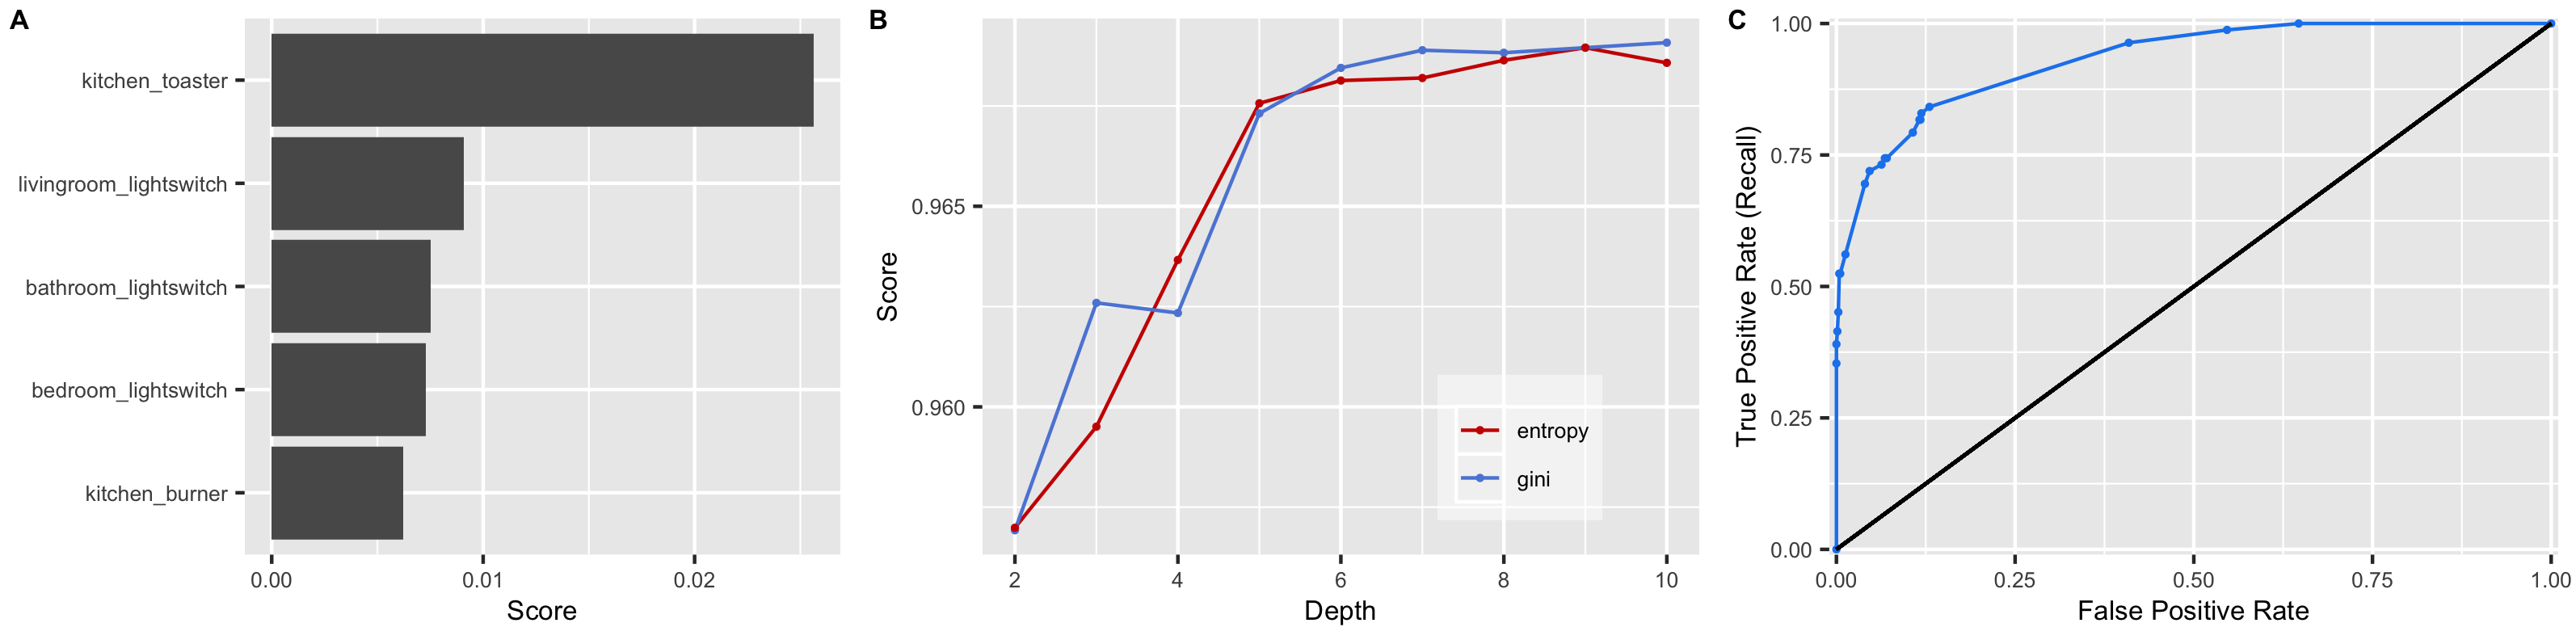 A
kitchen_toaster
livingroom_lightswitch
bathroom_lightswitch
bedroom_lightswitch
kitchen_burner
0.00 0.01 0.02
Score
B
Score
0.965
0.960
entropy
gini
2 4 6 8 10
Depth
C
True Positive Rate (Recall)
1.00
0.75
0.50
0.25
0.00
0.00 0.25 0.50 0.75 1.00
False Positive Rate